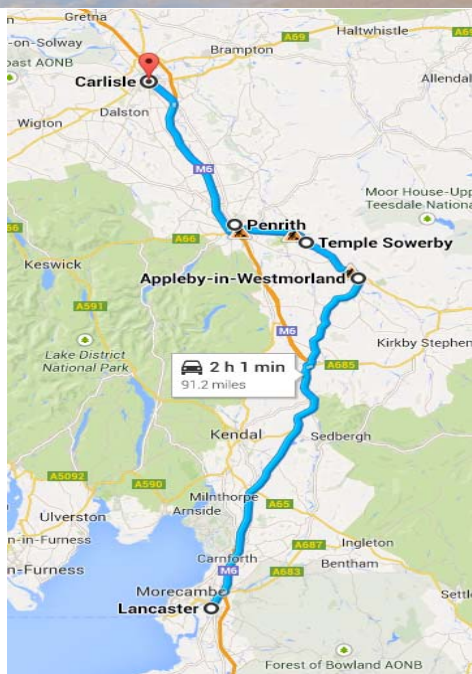 Gretna
Haltwhistle
A69
-on-Solway
Brampton
oast AONB
Carlisle
Allendal
Dalston
Wigton
M6
Moor House-Upp
Teesdale Nationa
66
Penrith
A66
Temple Sowerby
Keswick
Appleby-in-Westmorland
A591
M6
Kirkby Stephen
Lake District
National Park
2 h 1 min
91.2 miles
A685
Kendal
Sedbergh
A5092
A590
Milnthorpe
Arnside
A65
Ulverston
n-in-Furness
A687
Ingleton
Carnforth
Bentham
n-Furness
M6
A683
Morecambe
Settl
Lancaster
Forest of Bowland AONB